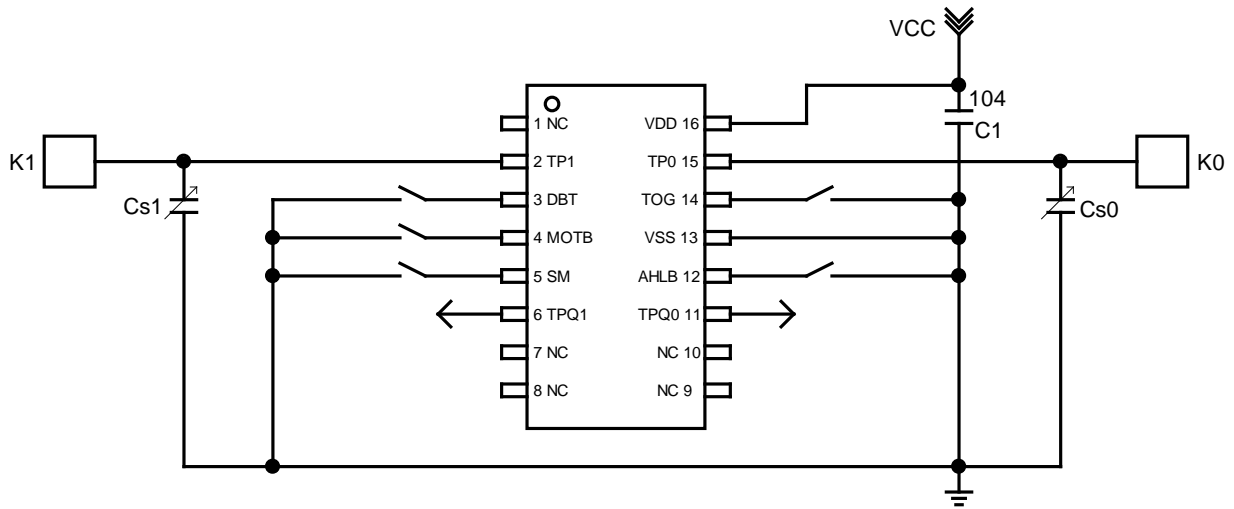 VCC
104
C1
K1
K0
Cs1
Cs0
1 NC
2 TP1
3 DBT
4 MOTB
5 SM
6 TPQ1
7 NC
8 NC
VDD 16
TP0 15
TOG 14
VSS 13
AHLB 12
TPQ0 11
NC 10
NC 9